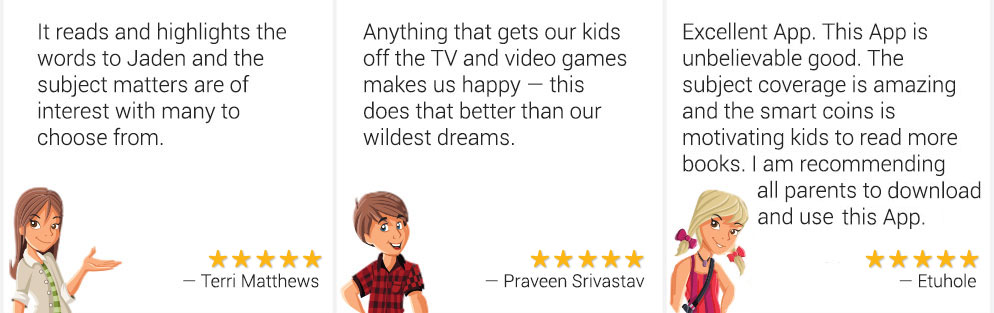 It reads and highlights the
words to Jaden and the
subject matters are of
interest with many to
choose from.
— Terri Matthews
Anything that gets our kids
off the TV and video games
makes us happy — this
does that better than our
wildest dreams.
— Praveen Srivastav
Excellent App. This App is
unbelievable good. The
subject coverage is amazing
and the smart coins is
motivating kids to read more
books. I am recommending
all parents to download
and use this App.
— Etuhole